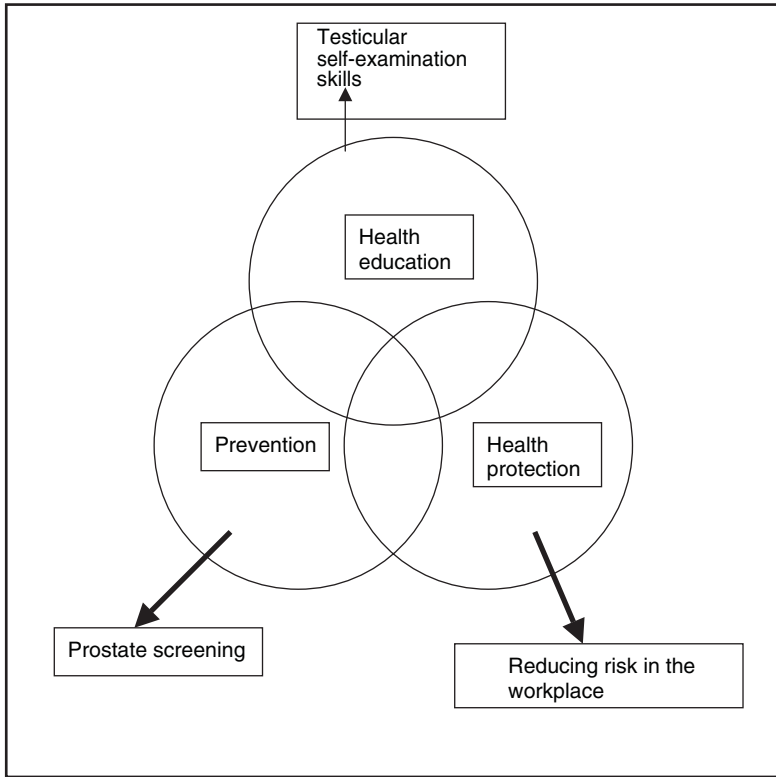 Testicular
self-examination
skills
Health
education
Prevention
Health
protection
Prostate screening
Reducing risk in the
workplace